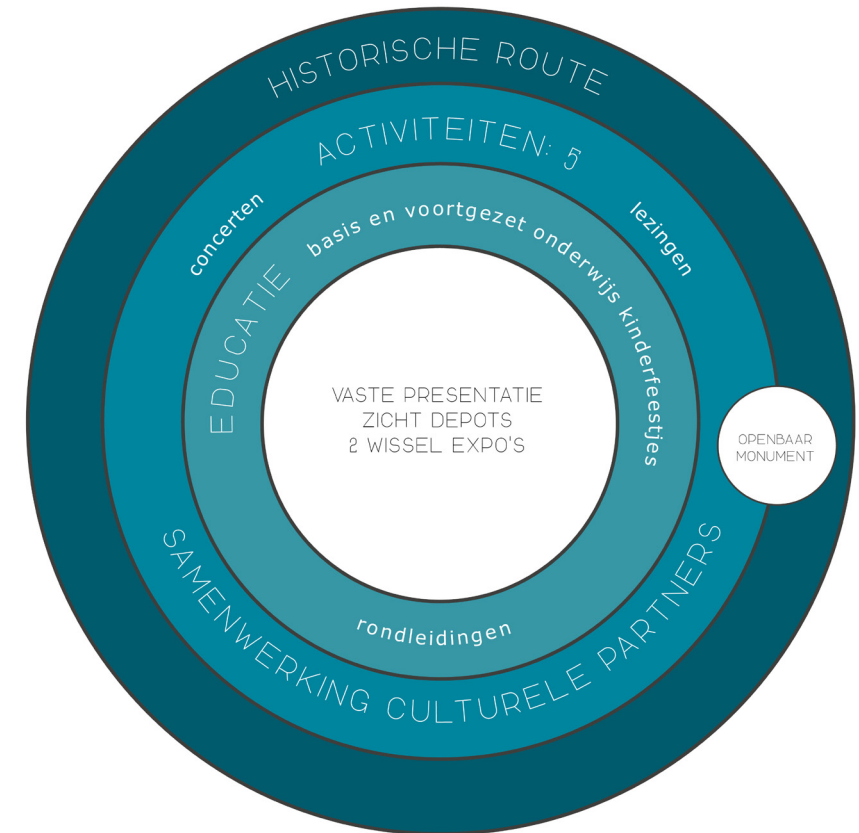 HISTORISCHE ROUTE
ACTIVITEITEN: 5
concerten
lezingen
EDUCATIE
basis en voortgezet onderwijs kinderfeestjes
VASTE PRESENTATIE
ZICHT DEPOTS
2 WISSEL EXPO'S
OPENBAAR
MONUMENT
rondleidingen
SAMENWERKING CULTURELE PARTNERS